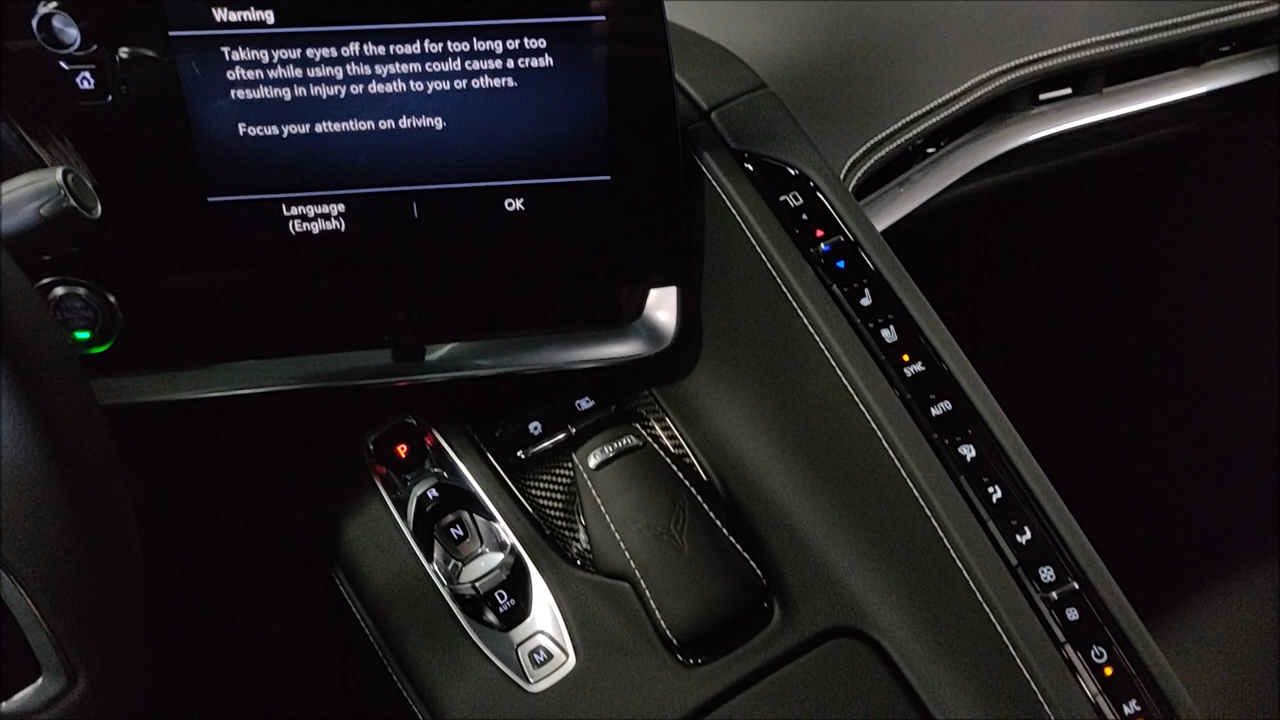 Warning
Taking your eyes off the road for too long or too
often while using this system could cause a crash
resulting in injury or death to you or others.
Focus your attention on driving.
Language
(English)
OK
70
SYNC
AUTO
P
R
N
D
AUTO
M
A/C